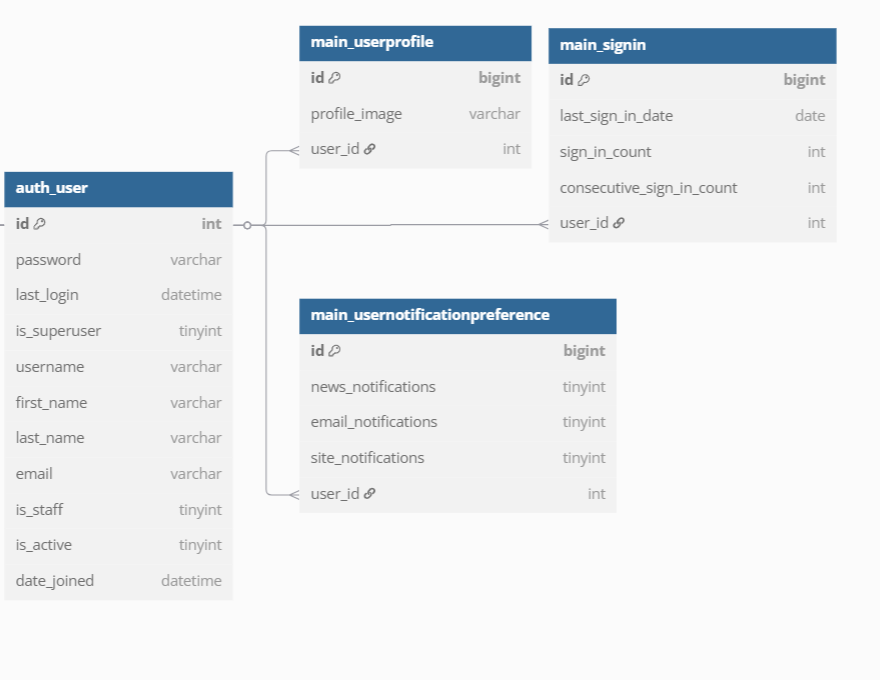 main_userprofile
id bigint
profile_image varchar
user_id int
main_signin
id bigint
last_sign_in_date date
sign_in_count int
consecutive_sign_in_count int
user_id int
auth_user
id int
password varchar
last_login datetime
is_superuser tinyint
username varchar
first_name varchar
last_name varchar
email varchar
is_staff tinyint
is_active tinyint
date_joined datetime
main_usernotificationpreference
id bigint
news_notifications tinyint
email_notifications tinyint
site_notifications tinyint
user_id int